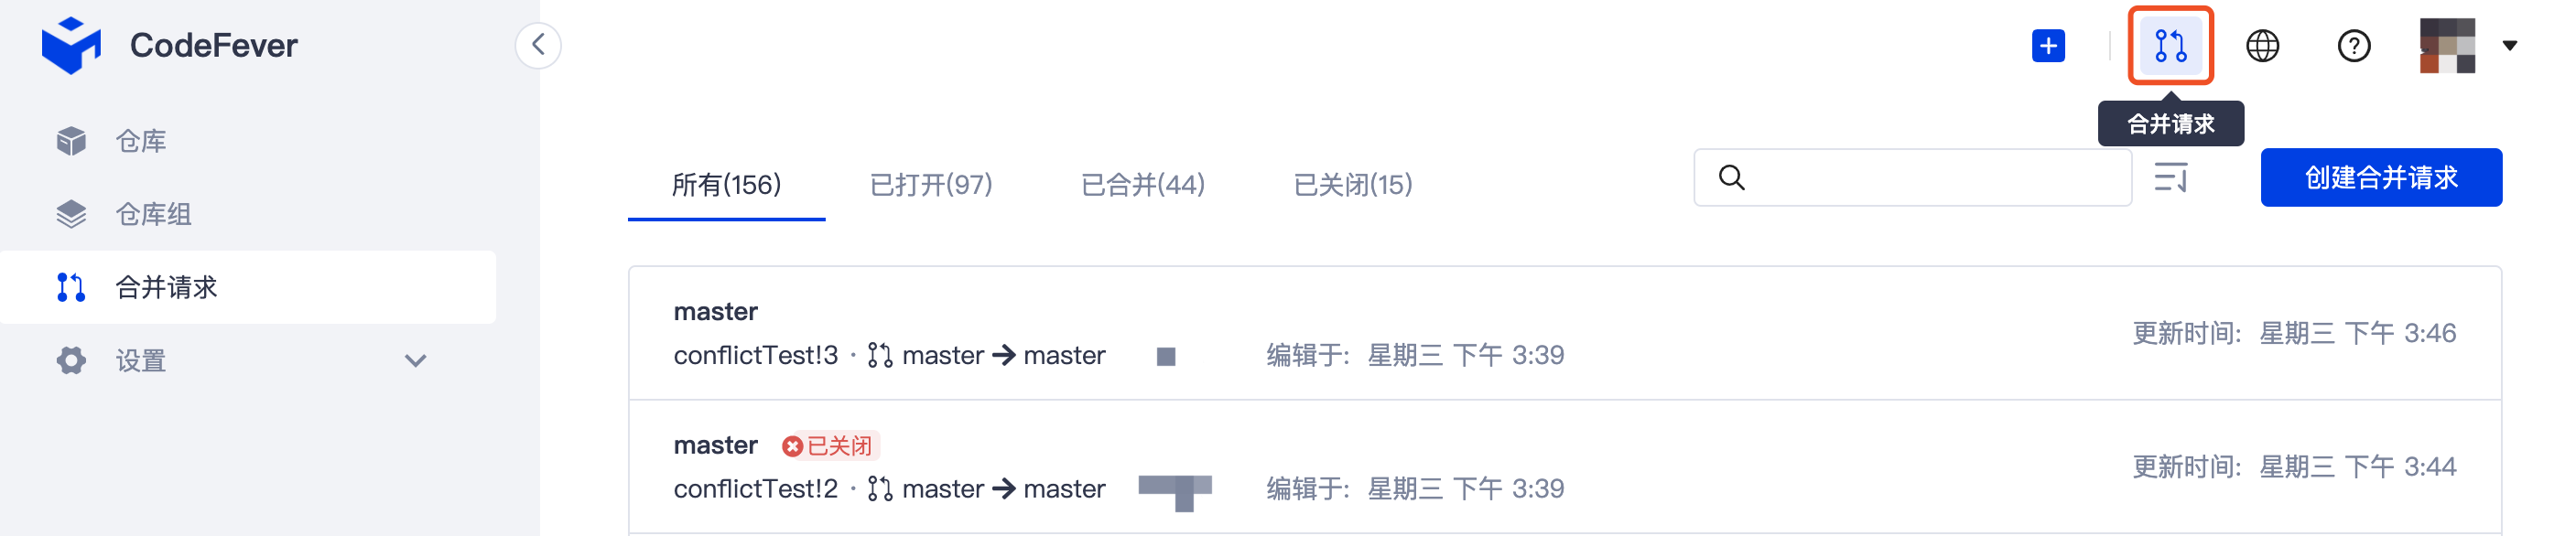 CodeFever
仓库
仓库组
合并请求
设置
合并请求
所有(156) 已打开(97) 已合并(44) 已关闭(15)
创建合并请求
master
conflictTest!3 · master → master 编辑于: 星期三 下午 3:39
更新时间: 星期三 下午 3:46
master 已关闭
conflictTest!2 · master → master 编辑于: 星期三 下午 3:39
更新时间: 星期三 下午 3:44